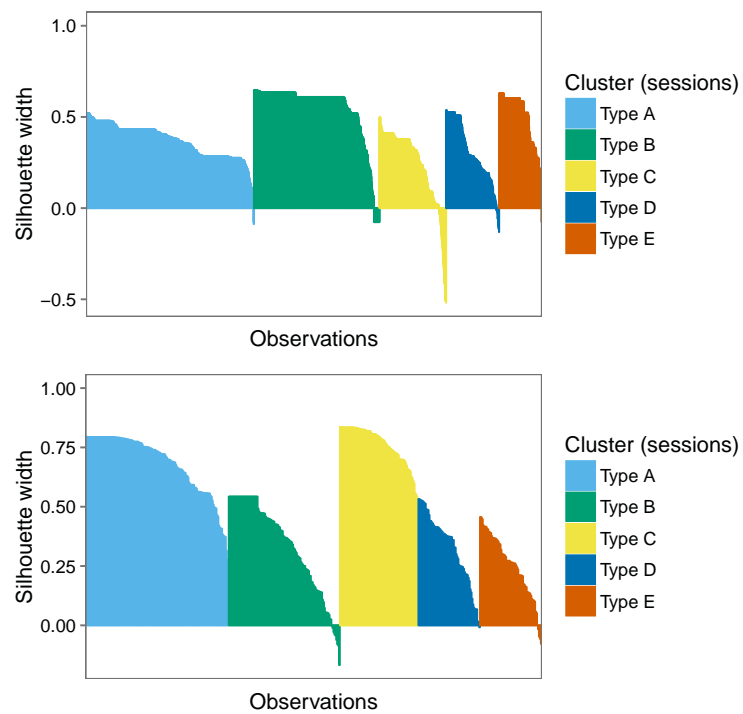 1.0
0.5
0.0
−0.5
Silhouette width
Observations
Cluster (sessions)
Type A
Type B
Type C
Type D
Type E
1.00
0.75
0.50
0.25
0.00
Silhouette width
Observations
Cluster (sessions)
Type A
Type B
Type C
Type D
Type E